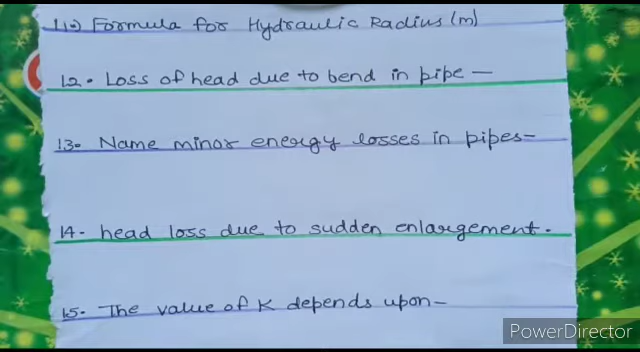 11.) Formula for Hydraulic Radius (m)
12. Loss of head due to bend in pipe —
13. Name minor energy losses in pipes-
14- head loss due to sudden enlargement.
15. The value of K depends upon-
PowerDirector